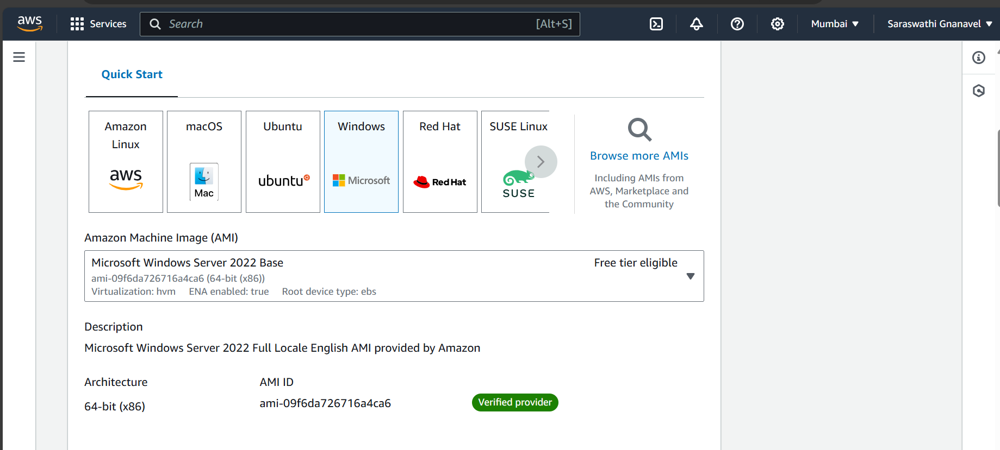 aws Services Search [Alt+S] Mumbai Saraswathi Gnanavel
Quick Start
Amazon Linux
aws
macOS
Mac
Ubuntu
ubuntu
Windows
Microsoft
Red Hat
Red Hat
SUSE Linux
SUSE
Browse more AMIs
Including AMIs from
AWS, Marketplace and
the Community
Amazon Machine Image (AMI)
Microsoft Windows Server 2022 Base Free tier eligible
ami-09f6da726716a4ca6 (64-bit (x86))
Virtualization: hvm ENA enabled: true Root device type: ebs
Description
Microsoft Windows Server 2022 Full Locale English AMI provided by Amazon
Architecture AMI ID
64-bit (x86) ami-09f6da726716a4ca6 Verified provider